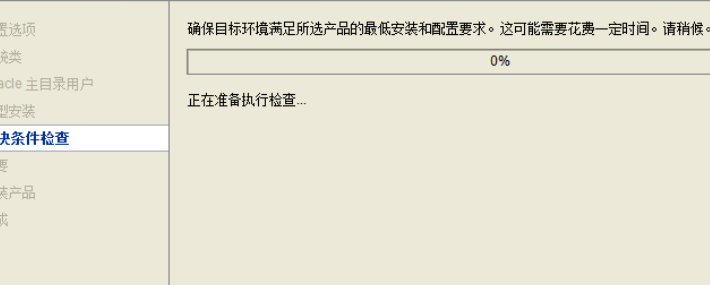 置选项
统类
acle 主目录用户
型安装
决条件检查
要
装产品
成
确保目标环境满足所选产品的最低安装和配置要求。这可能需要花费一定时间。请稍候。
0%
正在准备执行检查...